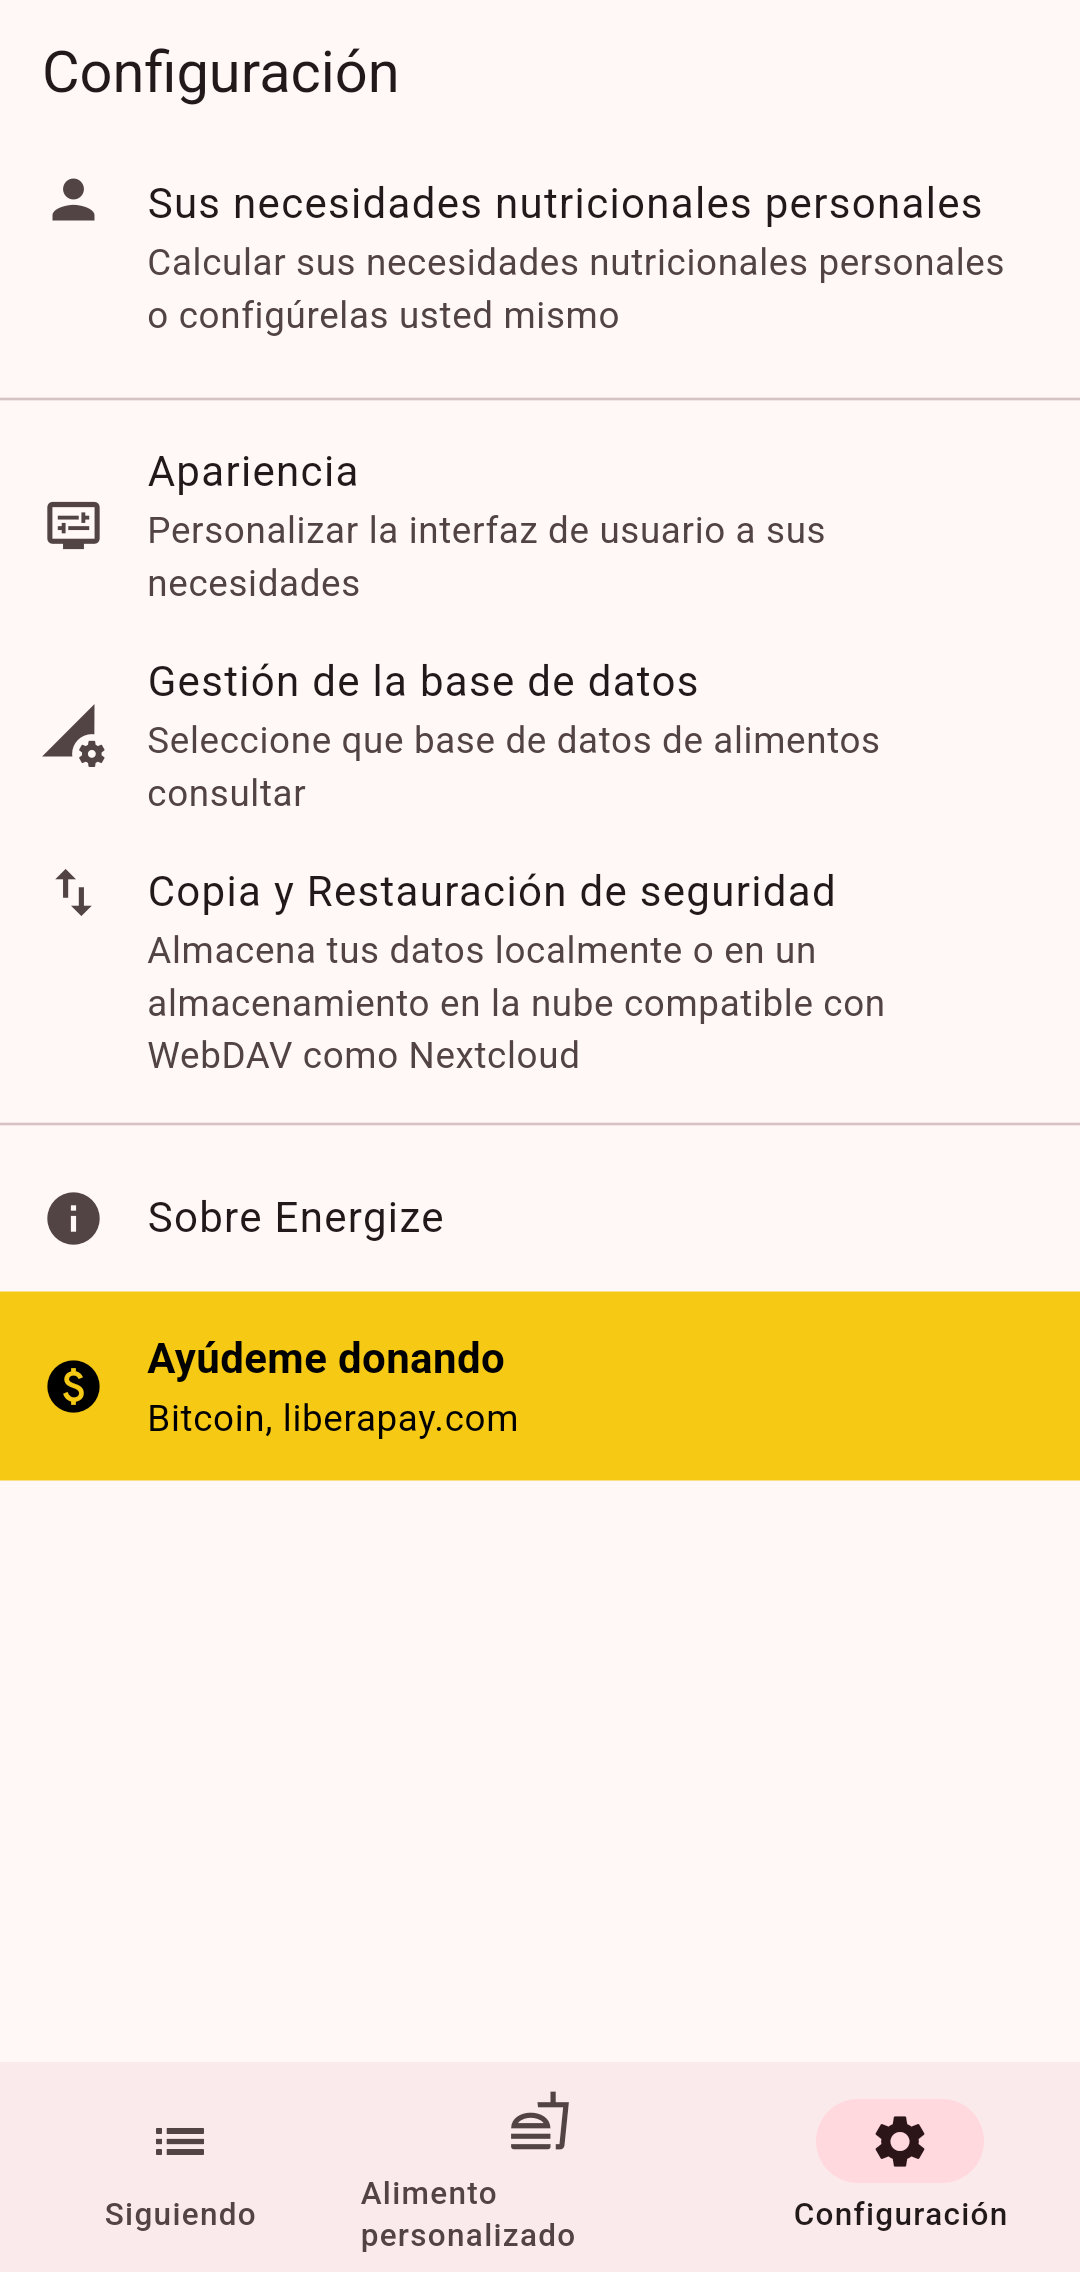 Configuración
Sus necesidades nutricionales personales
Calcular sus necesidades nutricionales personales
o configúrelas usted mismo
Apariencia
Personalizar la interfaz de usuario a sus
necesidades
Gestión de la base de datos
Seleccione que base de datos de alimentos
consultar
Copia y Restauración de seguridad
Almacena tus datos localmente o en un
almacenamiento en la nube compatible con
WebDAV como Nextcloud
Sobre Energize
Ayúdeme donando
Bitcoin, liberapay.com
Siguiendo
Alimento
personalizado
Configuración